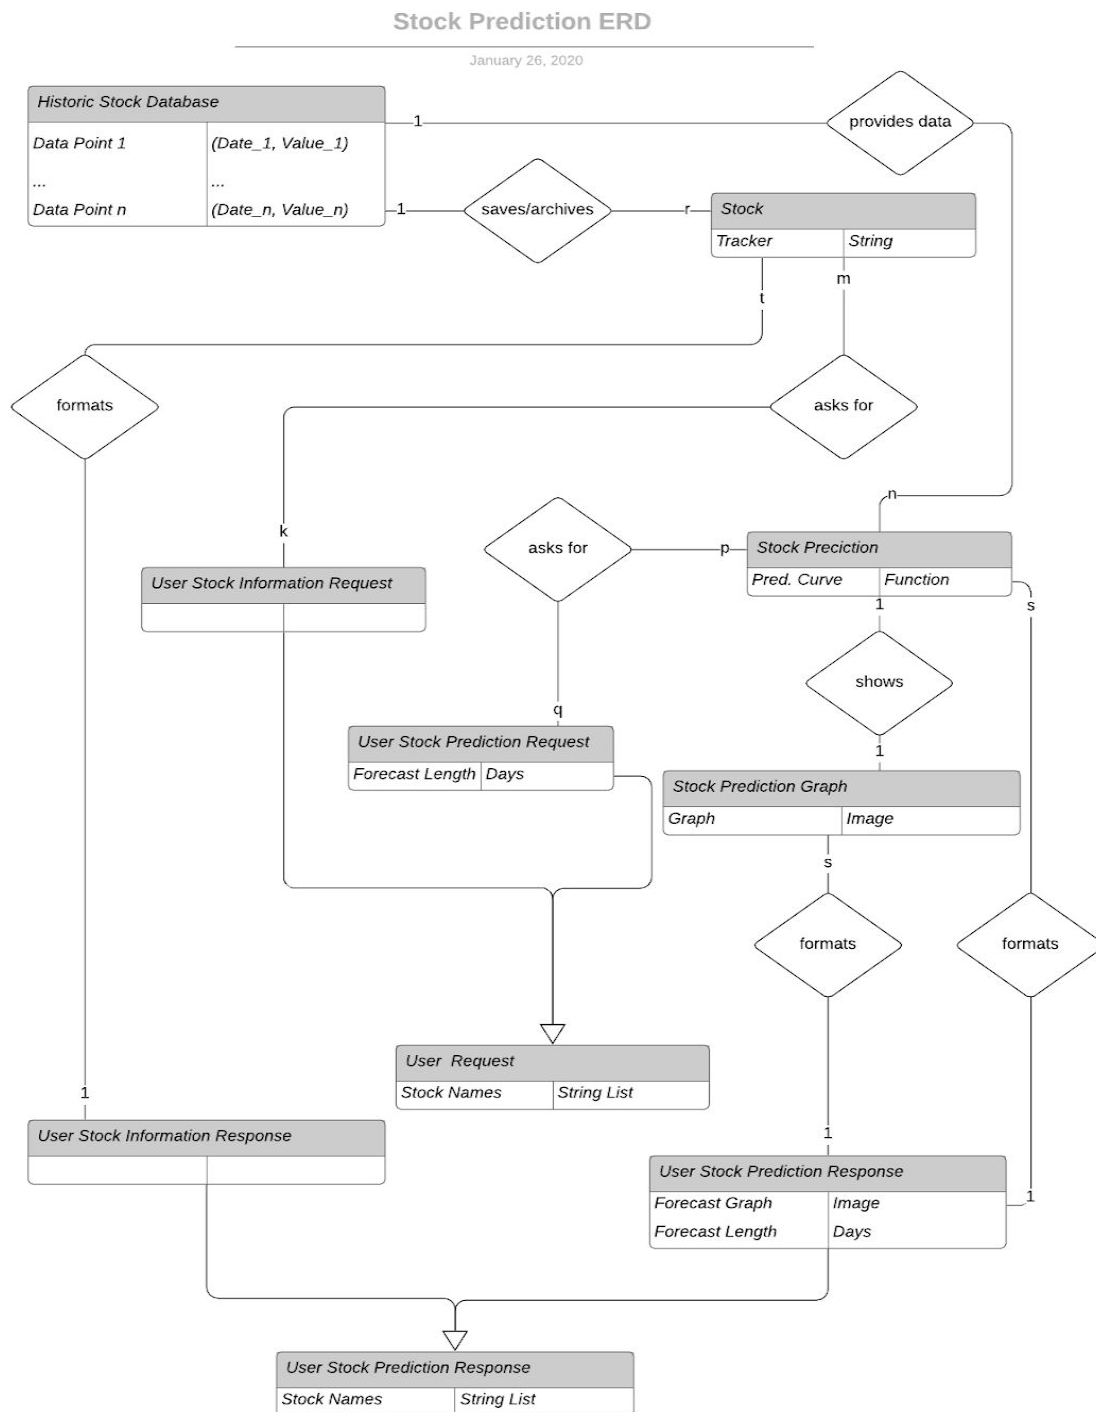 Stock Prediction ERD
January 26, 2020
Historic Stock Database
Data Point 1 (Date_1, Value_1)
... ...
Data Point n (Date_n, Value_n)
1
provides data
1
saves/archives
r
Stock
Tracker String
t
m
formats
asks for
k
n
asks for
p
Stock Preciction
Pred. Curve Function
User Stock Information Request
1
s
shows
q
User Stock Prediction Request
Forecast Length Days
1
Stock Prediction Graph
Graph Image
s
formats
formats
User  Request
Stock Names String List
1
User Stock Information Response
1
User Stock Prediction Response
Forecast Graph Image
Forecast Length Days
1
User Stock Prediction Response
Stock Names String List